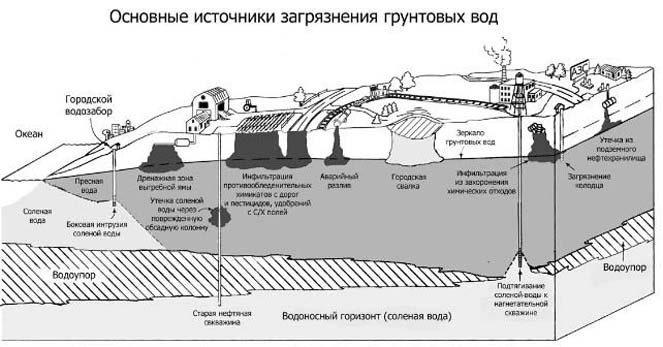 Основные источники загрязнения грунтовых вод
АЗС
Городской
водозабор
Океан
Зеркало
грунтовых вод
Утечка из
подземного
нефтехранилища
Пресная
вода
Дренажная зона
выгребной ямы
Инфильтрация
противообледенительных
химикатов с дорог
и пестицидов, удобрений
с С/Х полей
Аварийный
разлив
Городская
свалка
Инфильтрация
из захоронения
химических отходов
Загрязнение
колодца
Соленая
вода
Боковая интрузия
соленой воды
Утечка соленой
воды через
поврежденную
обсадную колонну
Водоупор
Водоупор
Старая нефтяная
скважина
Водоносный горизонт (соленая вода)
Подтягивание
соленой воды к
нагнетательной
скважине